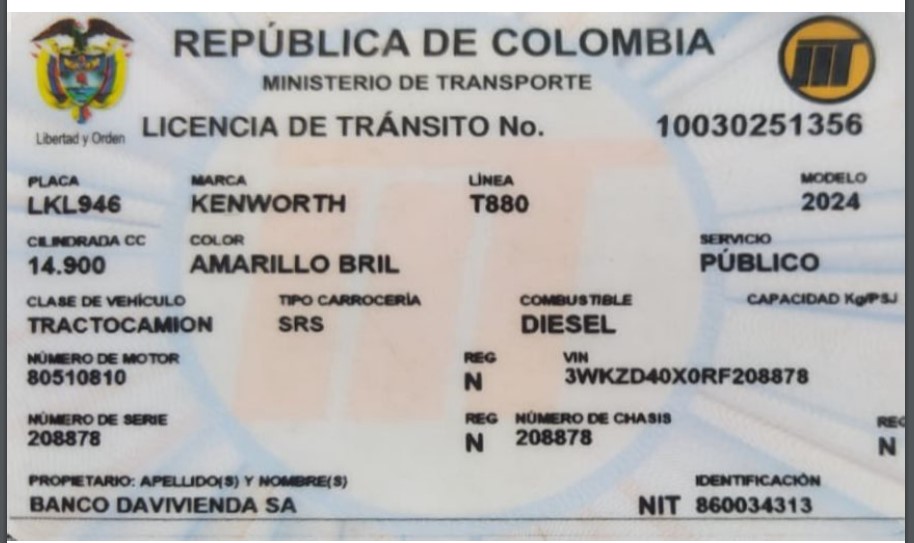 REPÚBLICA DE COLOMBIA
MINISTERIO DE TRANSPORTE
Libertad y Orden
LICENCIA DE TRÁNSITO No. 10030251356
PLACA MARCA LÍNEA MODELO
LKL946 KENWORTH T880 2024
CILINDRADA CC COLOR SERVICIO
14.900 AMARILLO BRIL PÚBLICO
CLASE DE VEHÍCULO TIPO CARROCERÍA COMBUSTIBLE CAPACIDAD Kg/PSJ
TRACTOCAMION SRS DIESEL
NÚMERO DE MOTOR REG VIN
80510810 N 3WKZD40X0RF208878
NÚMERO DE SERIE REG NÚMERO DE CHASIS REG
208878 N 208878 N
PROPIETARIO: APELLIDO(S) Y NOMBRE(S) IDENTIFICACIÓN
BANCO DAVIVIENDA SA NIT 860034313